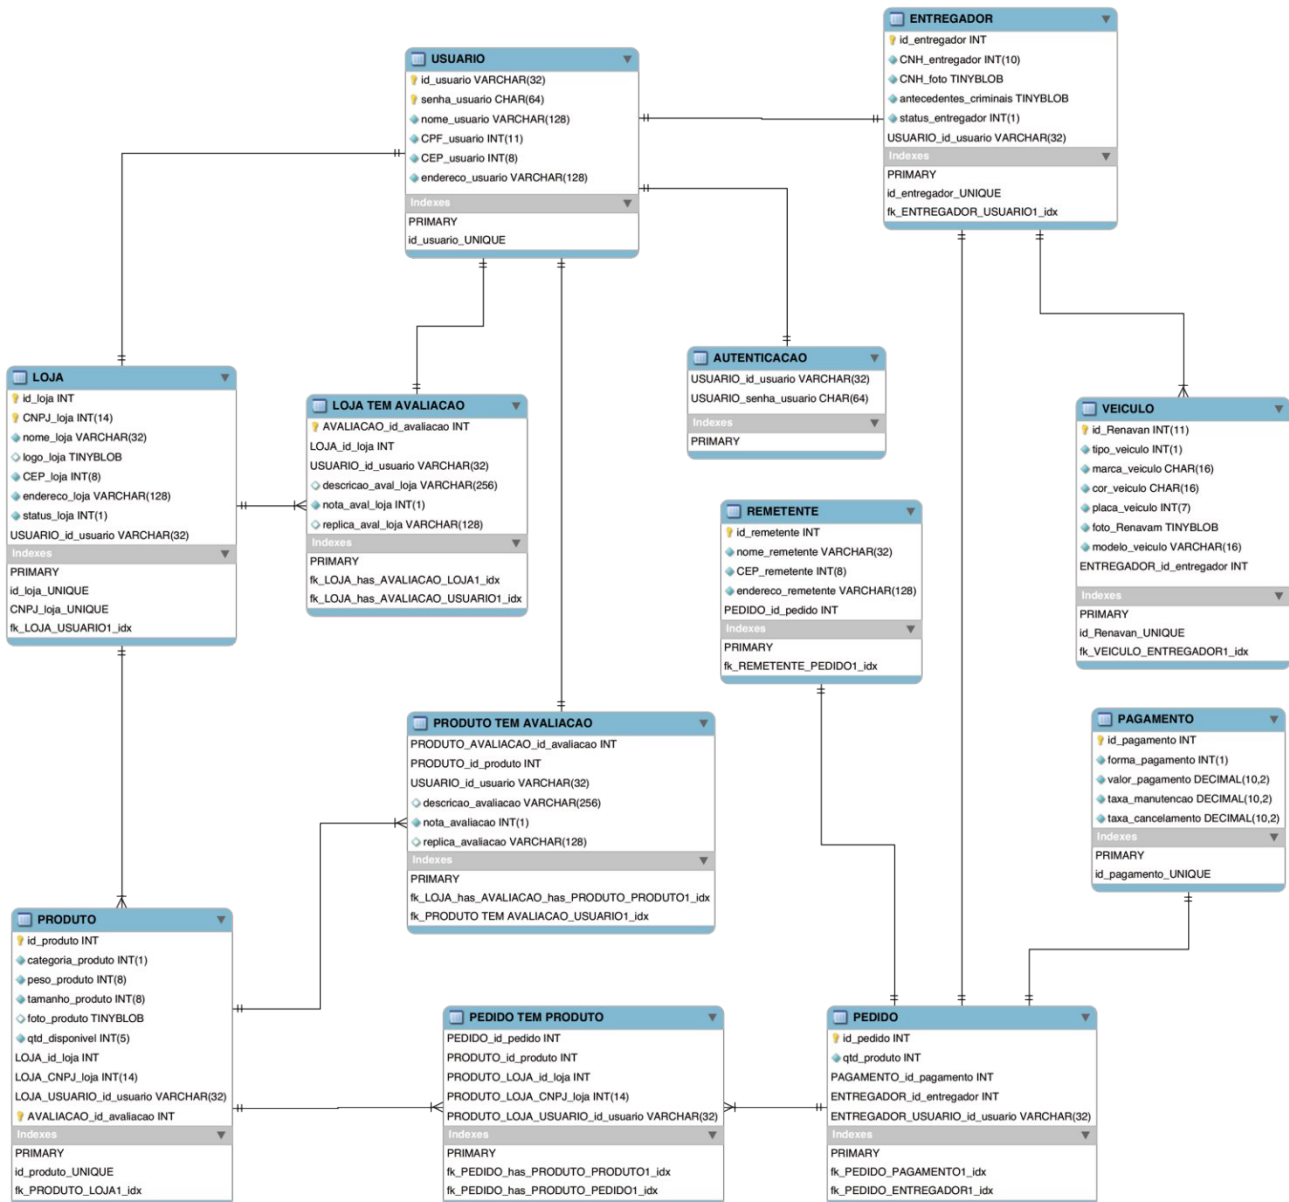 USUARIO
id_usuario VARCHAR(32)
senha_usuario CHAR(64)
nome_usuario VARCHAR(128)
CPF_usuario INT(11)
CEP_usuario INT(8)
endereco_usuario VARCHAR(128)
Indexes
PRIMARY
id_usuario_UNIQUE
ENTREGADOR
id_entregador INT
CNH_entregador INT(10)
CNH_foto TINYBLOB
antecedentes_criminais TINYBLOB
status_entregador INT(1)
USUARIO_id_usuario VARCHAR(32)
Indexes
PRIMARY
id_entregador_UNIQUE
fk_ENTREGADOR_USUARIO1_idx
LOJA
id_loja INT
CNPJ_loja INT(14)
nome_loja VARCHAR(32)
logo_loja TINYBLOB
CEP_loja INT(8)
endereco_loja VARCHAR(128)
status_loja INT(1)
USUARIO_id_usuario VARCHAR(32)
Indexes
PRIMARY
id_loja_UNIQUE
CNPJ_loja_UNIQUE
fk_LOJA_USUARIO1_idx
LOJA TEM AVALIACAO
AVALIACAO_id_avaliacao INT
LOJA_id_loja INT
USUARIO_id_usuario VARCHAR(32)
descricao_aval_loja VARCHAR(256)
nota_aval_loja INT(1)
replica_aval_loja VARCHAR(128)
Indexes
PRIMARY
fk_LOJA_has_AVALIACAO_LOJA1_idx
fk_LOJA_has_AVALIACAO_USUARIO1_idx
AUTENTICACAO
USUARIO_id_usuario VARCHAR(32)
USUARIO_senha_usuario CHAR(64)
Indexes
PRIMARY
REMETENTE
id_remetente INT
nome_remetente VARCHAR(32)
CEP_remetente INT(8)
endereco_remetente VARCHAR(128)
PEDIDO_id_pedido INT
Indexes
PRIMARY
fk_REMETENTE_PEDIDO1_idx
VEICULO
id_Renavan INT(11)
tipo_veiculo INT(1)
marca_veiculo CHAR(16)
cor_veiculo CHAR(16)
placa_veiculo INT(7)
foto_Renavam TINYBLOB
modelo_veiculo VARCHAR(16)
ENTREGADOR_id_entregador INT
Indexes
PRIMARY
id_Renavan_UNIQUE
fk_VEICULO_ENTREGADOR1_idx
PRODUTO TEM AVALIACAO
PRODUTO_AVALIACAO_id_avaliacao INT
PRODUTO_id_produto INT
USUARIO_id_usuario VARCHAR(32)
descricao_avaliacao VARCHAR(256)
nota_avaliacao INT(1)
replica_avaliacao VARCHAR(128)
Indexes
PRIMARY
fk_LOJA_has_AVALIACAO_has_PRODUTO_PRODUTO1_idx
fk_PRODUTO TEM AVALIACAO_USUARIO1_idx
PAGAMENTO
id_pagamento INT
forma_pagamento INT(1)
valor_pagamento DECIMAL(10,2)
taxa_manutencao DECIMAL(10,2)
taxa_cancelamento DECIMAL(10,2)
Indexes
PRIMARY
id_pagamento_UNIQUE
PRODUTO
id_produto INT
categoria_produto INT(1)
peso_produto INT(8)
tamanho_produto INT(8)
foto_produto TINYBLOB
qtd_disponivel INT(5)
LOJA_id_loja INT
LOJA_CNPJ_loja INT(14)
LOJA_USUARIO_id_usuario VARCHAR(32)
AVALIACAO_id_avaliacao INT
Indexes
PRIMARY
id_produto_UNIQUE
fk_PRODUTO_LOJA1_idx
PEDIDO TEM PRODUTO
PEDIDO_id_pedido INT
PRODUTO_id_produto INT
PRODUTO_LOJA_id_loja INT
PRODUTO_LOJA_CNPJ_loja INT(14)
PRODUTO_LOJA_USUARIO_id_usuario VARCHAR(32)
Indexes
PRIMARY
fk_PEDIDO_has_PRODUTO_PRODUTO1_idx
fk_PEDIDO_has_PRODUTO_PEDIDO1_idx
PEDIDO
id_pedido INT
qtd_produto INT
PAGAMENTO_id_pagamento INT
ENTREGADOR_id_entregador INT
ENTREGADOR_USUARIO_id_usuario VARCHAR(32)
Indexes
PRIMARY
fk_PEDIDO_PAGAMENTO1_idx
fk_PEDIDO_ENTREGADOR1_idx